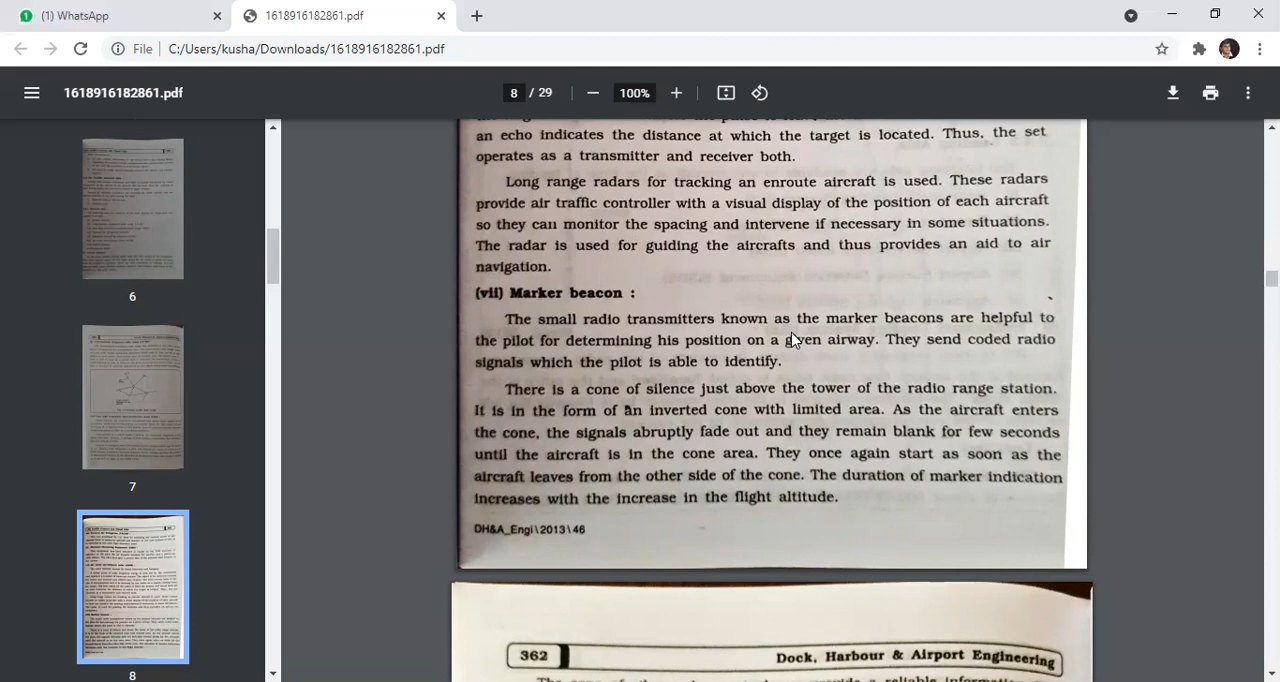 (1) WhatsApp
1618916182861.pdf
File
C:/Users/kusha/Downloads/1618916182861.pdf
1618916182861.pdf
8 / 29
100%
6
7
8
an echo indicates the distance at which the target is located. Thus, the set
operates as a transmitter and receiver both.
Long range radars for tracking an enroute aircraft is used. These radars
provide air traffic controller with a visual display of the position of each aircraft
so they can monitor the spacing and intervene if necessary in some situations.
The radar is used for guiding the aircrafts and thus provides an aid to air
navigation.
(vii) Marker beacon :
The small radio transmitters known as the marker beacons are helpful to
the pilot for determining his position on a given airway. They send coded radio
signals which the pilot is able to identify.
There is a cone of silence just above the tower of the radio range station.
It is in the form of an inverted cone with limited area. As the aircraft enters
the cone, the signals abruptly fade out and they remain blank for few seconds
until the aircraft is in the cone area. They once again start as soon as the
aircraft leaves from the other side of the cone. The duration of marker indication
increases with the increase in the flight altitude.
DH&A_Engi\2013\46
362
Dock, Harbour & Airport Engineering